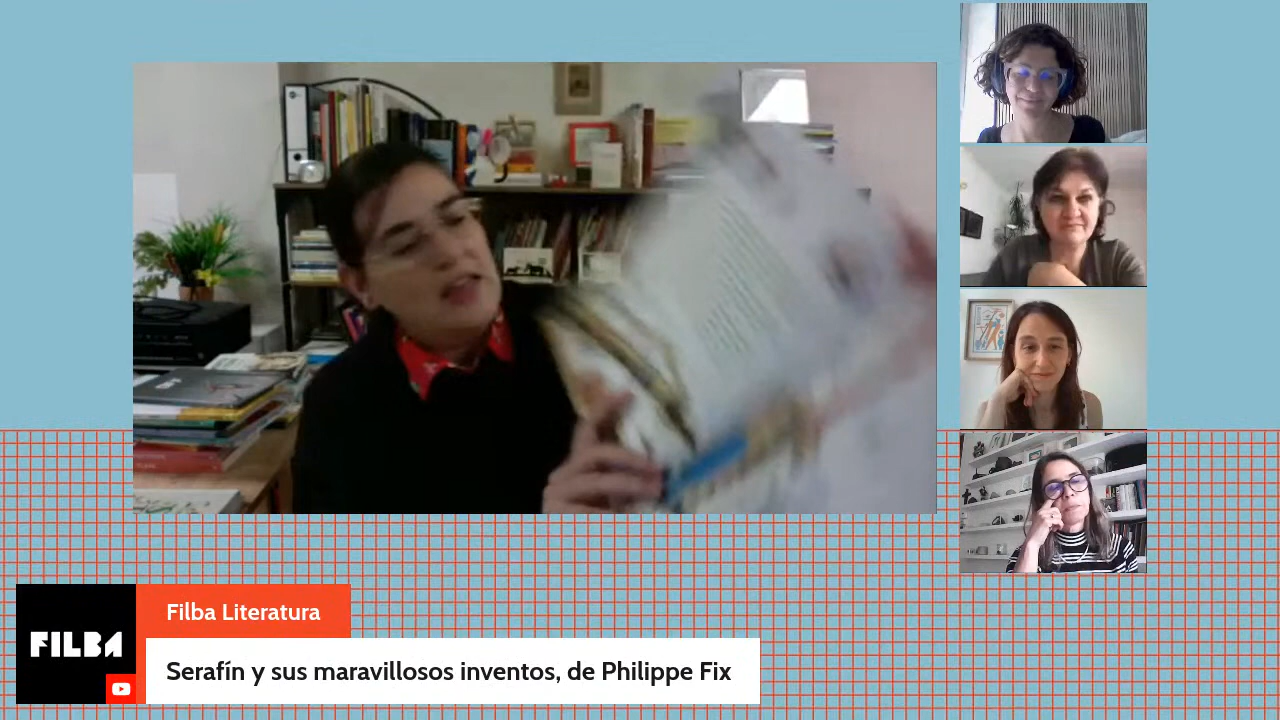 FILBA
Filba Literatura
Serafín y sus maravillosos inventos, de Philippe Fix